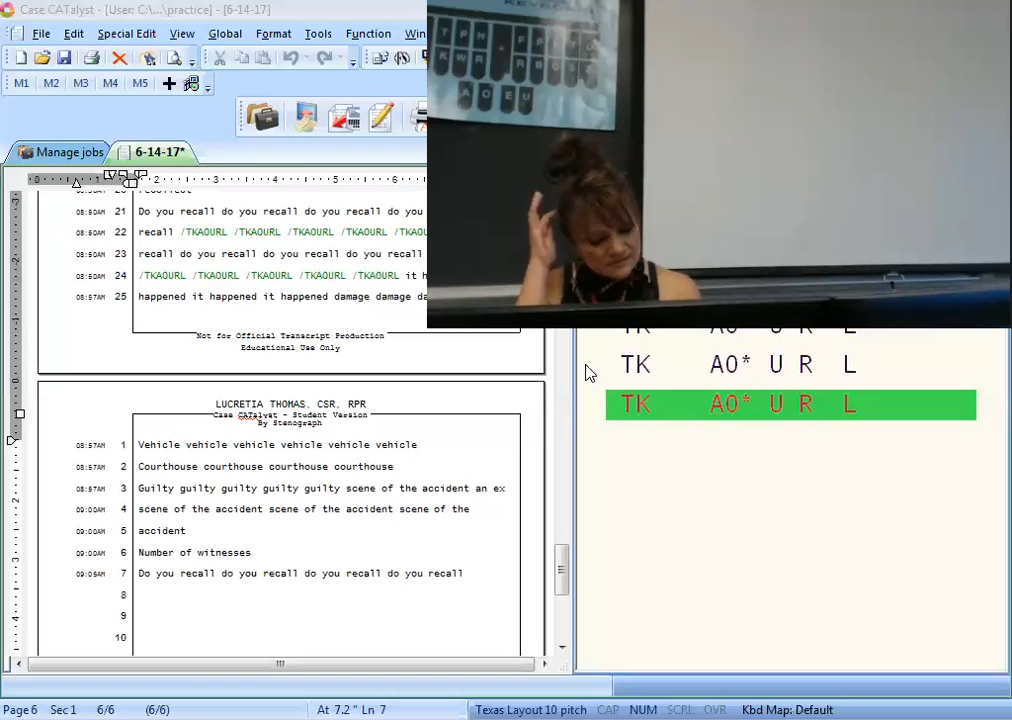 Case CATalyst - [User: C:\...\practice] - [6-14-17]
File Edit View Special Edit Global Format Tools Function Win
M1 M2 M3 M4 M5
Manage jobs 6-14-17*
08:50AM 21 Do you recall do you recall do you recall do you
08:50AM 22 recall /TKAOURL /TKAOURL /TKAOURL /TKAOURL
08:50AM 23 recall do you recall do you recall do you recall
08:50AM 24 /TKAOURL /TKAOURL /TKAOURL /TKAOURL /TKAOURL it
08:50AM 25 happened it happened it happened damage damage
Not for Official Transcript Production
Educational Use Only
LUCRETIA THOMAS, CSR, RPR
Case CATalyst - Student Version
By Stenograph
08:57AM 1 Vehicle vehicle vehicle vehicle vehicle vehicle
08:57AM 2 Courthouse courthouse courthouse courthouse
08:57AM 3 Guilty guilty guilty guilty guilty scene of the accident an ex
09:00AM 4 scene of the accident scene of the accident scene of the
09:00AM 5 accident
09:00AM 6 Number of witnesses
09:05AM 7 Do you recall do you recall do you recall do you recall
8
9
10
TK AO* U R L
TK AO* U R L
T P H * F P L T
K W R R B G
A O E U
Page 6 Sec 1 6/6 (6/6) At 7.2" Ln 7 Texas Layout 10 pitch CAP NUM SCRL OVR Kbd Map: Default